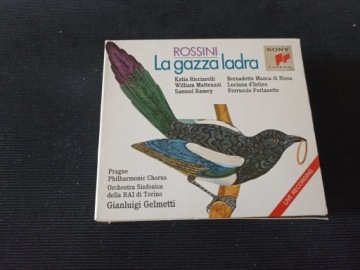 ROSSINI
La gazza ladra
SONY
CLASSICAL
Katia Ricciarelli
William Matteuzzi
Samuel Ramey
Bernadette Manca di Nissa
Luciana d'Intino
Ferruccio Furlanetto
Prague
Philharmonic Chorus
Orchestra Sinfonica
della RAI di Torino
Gianluigi Gelmetti
LIVE RECORDING